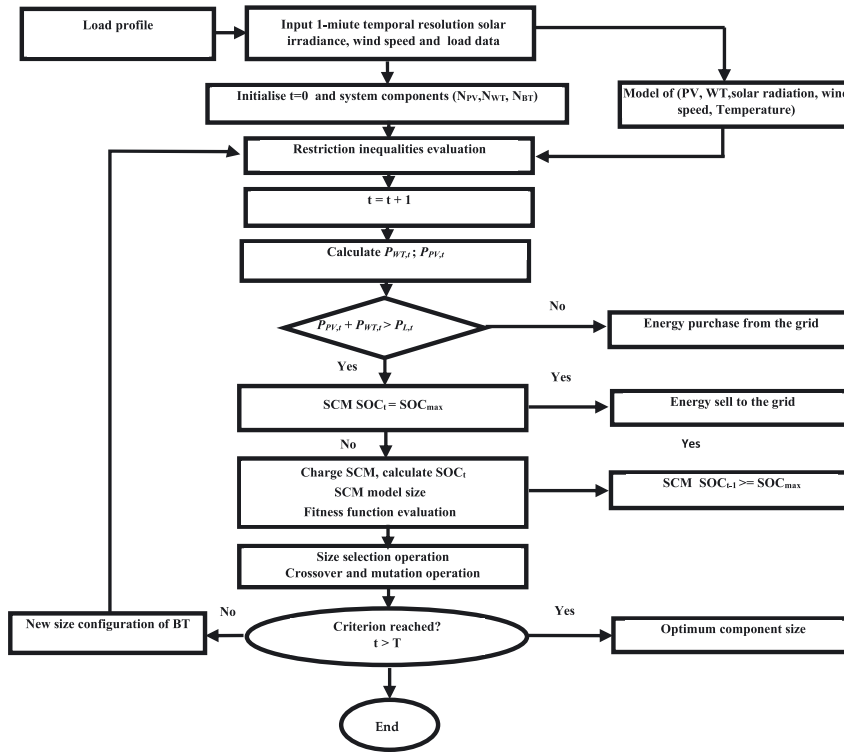 Load profile
Input 1-miute temporal resolution solar
irradiance, wind speed and load data
Initialise t=0 and system components (NPV,NWT, NBT)
Model of (PV, WT,solar radiation, wind
speed, Temperature)
Restriction inequalities evaluation
t = t + 1
Calculate PWT,t ; PPV,t
No
PPV,t + PWT,t > PL,t
Energy purchase from the grid
Yes
Yes
SCM SOCt = SOCmax
Energy sell to the grid
No
Yes
Charge SCM, calculate SOCt
SCM model size
Fitness function evaluation
SCM SOCt-1 >= SOCmax
Size selection operation
Crossover and mutation operation
No
Yes
New size configuration of BT
Criterion reached?
t > T
Optimum component size
End